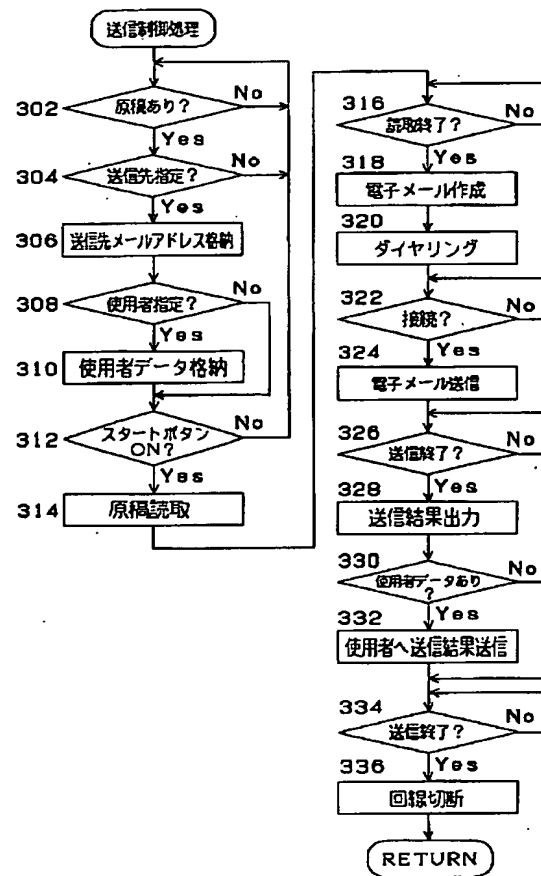 送信制御処理
302
原稿あり?
No
Yes
304
送信先指定?
No
Yes
306
送信先メールアドレス格納
308
使用者指定?
No
Yes
310
使用者データ格納
312
スタートボタン
ON?
No
Yes
314
原稿読取
316
読取終了?
No
Yes
318
電子メール作成
320
ダイヤリング
322
接続?
No
Yes
324
電子メール送信
326
送信終了?
No
Yes
328
送信結果出力
330
使用者データあり
?
No
Yes
332
使用者へ送信結果送信
334
送信終了?
No
Yes
336
回線切断
RETURN